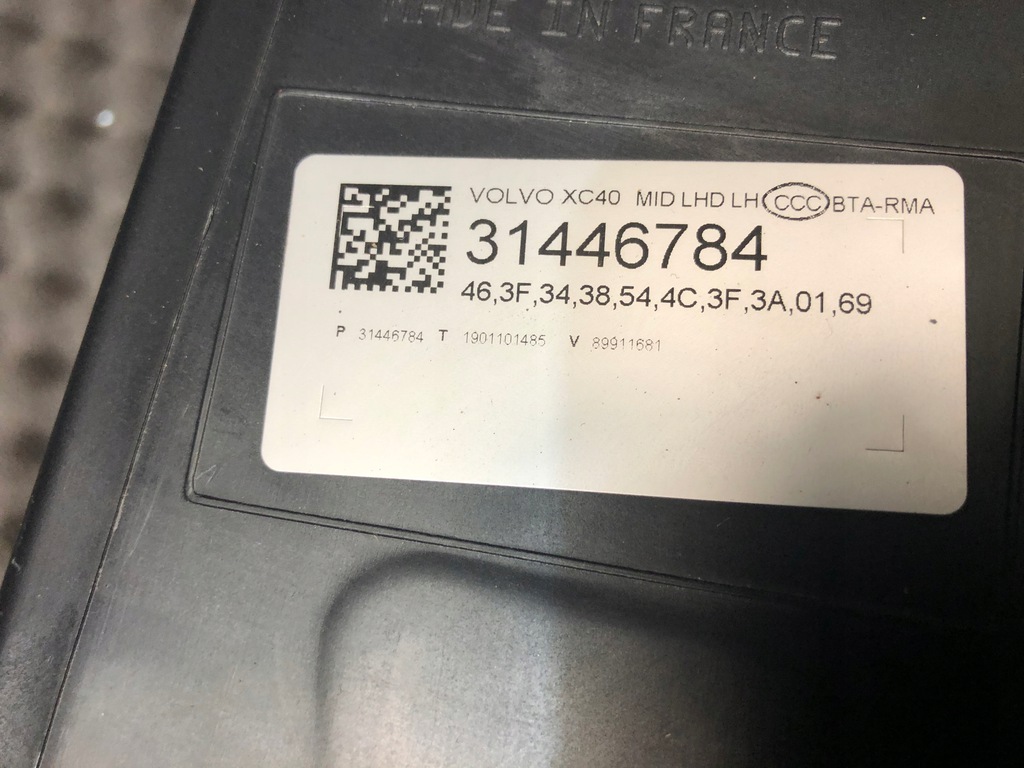 MADE IN FRANCE
VOLVO XC40 MID LHD LH CCC BTA-RMA
31446784
46,3F,34,38,54,4C,3F,3A,01,69
P 31446784 T 1901101485 V 89911681